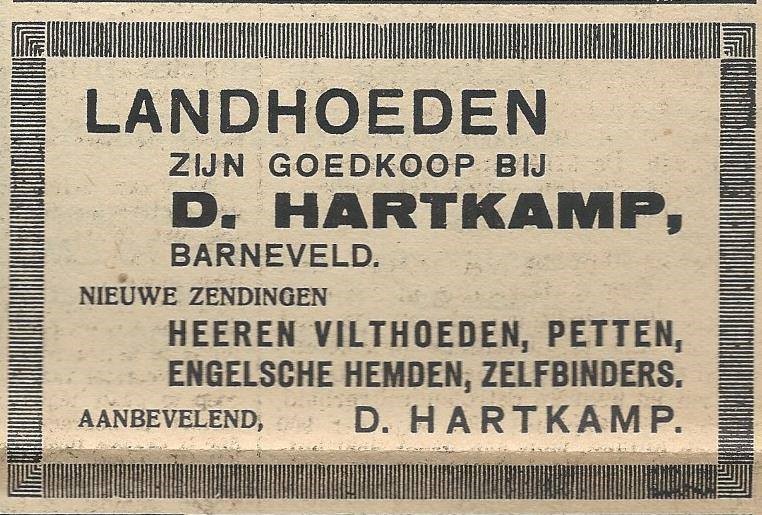 LANDHOEDEN
ZIJN GOEDKOOP BIJ
D. HARTKAMP,
BARNEVELD.
NIEUWE ZENDINGEN
HEEREN VILTHOEDEN, PETTEN,
ENGELSCHE HEMDEN, ZELFBINDERS.
AANBEVELEND, D. HARTKAMP.